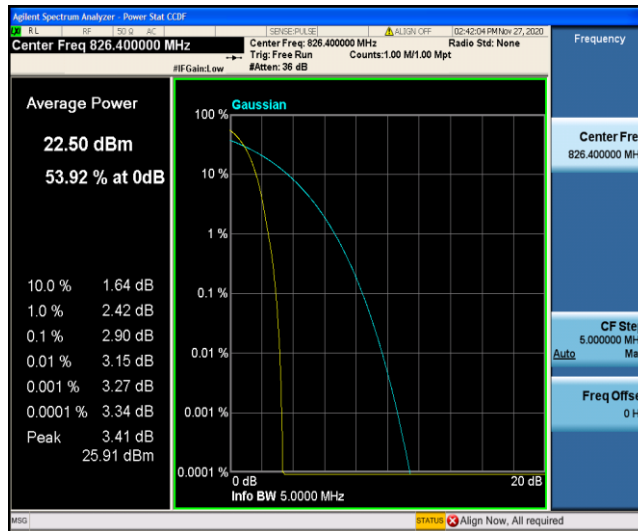 Agilent Spectrum Analyzer - Power Stat CCDF
RL RF 50 Ω AC SENSE:PULSE ALIGN OFF 02:42:04 PM Nov 27, 2020
Center Freq 826.400000 MHz
Center Freq: 826.400000 MHz Radio Std: None
Trig: Free Run Counts:1.00 M/1.00 Mpt
#IFGain:Low #Atten: 36 dB
Frequency
Average Power
22.50 dBm
53.92 % at 0dB
10.0 % 1.64 dB
1.0 % 2.42 dB
0.1 % 2.90 dB
0.01 % 3.15 dB
0.001 % 3.27 dB
0.0001 % 3.34 dB
Peak 3.41 dB
25.91 dBm
Gaussian
100 %
10 %
1 %
0.1 %
0.01 %
0.001 %
0.0001 %
0 dB 20 dB
Info BW 5.0000 MHz
Center Fre
826.400000 MH
CF Ste
5.000000 MH
Auto Ma
Freq Offse
0 H
MSG STATUS Align Now, All required